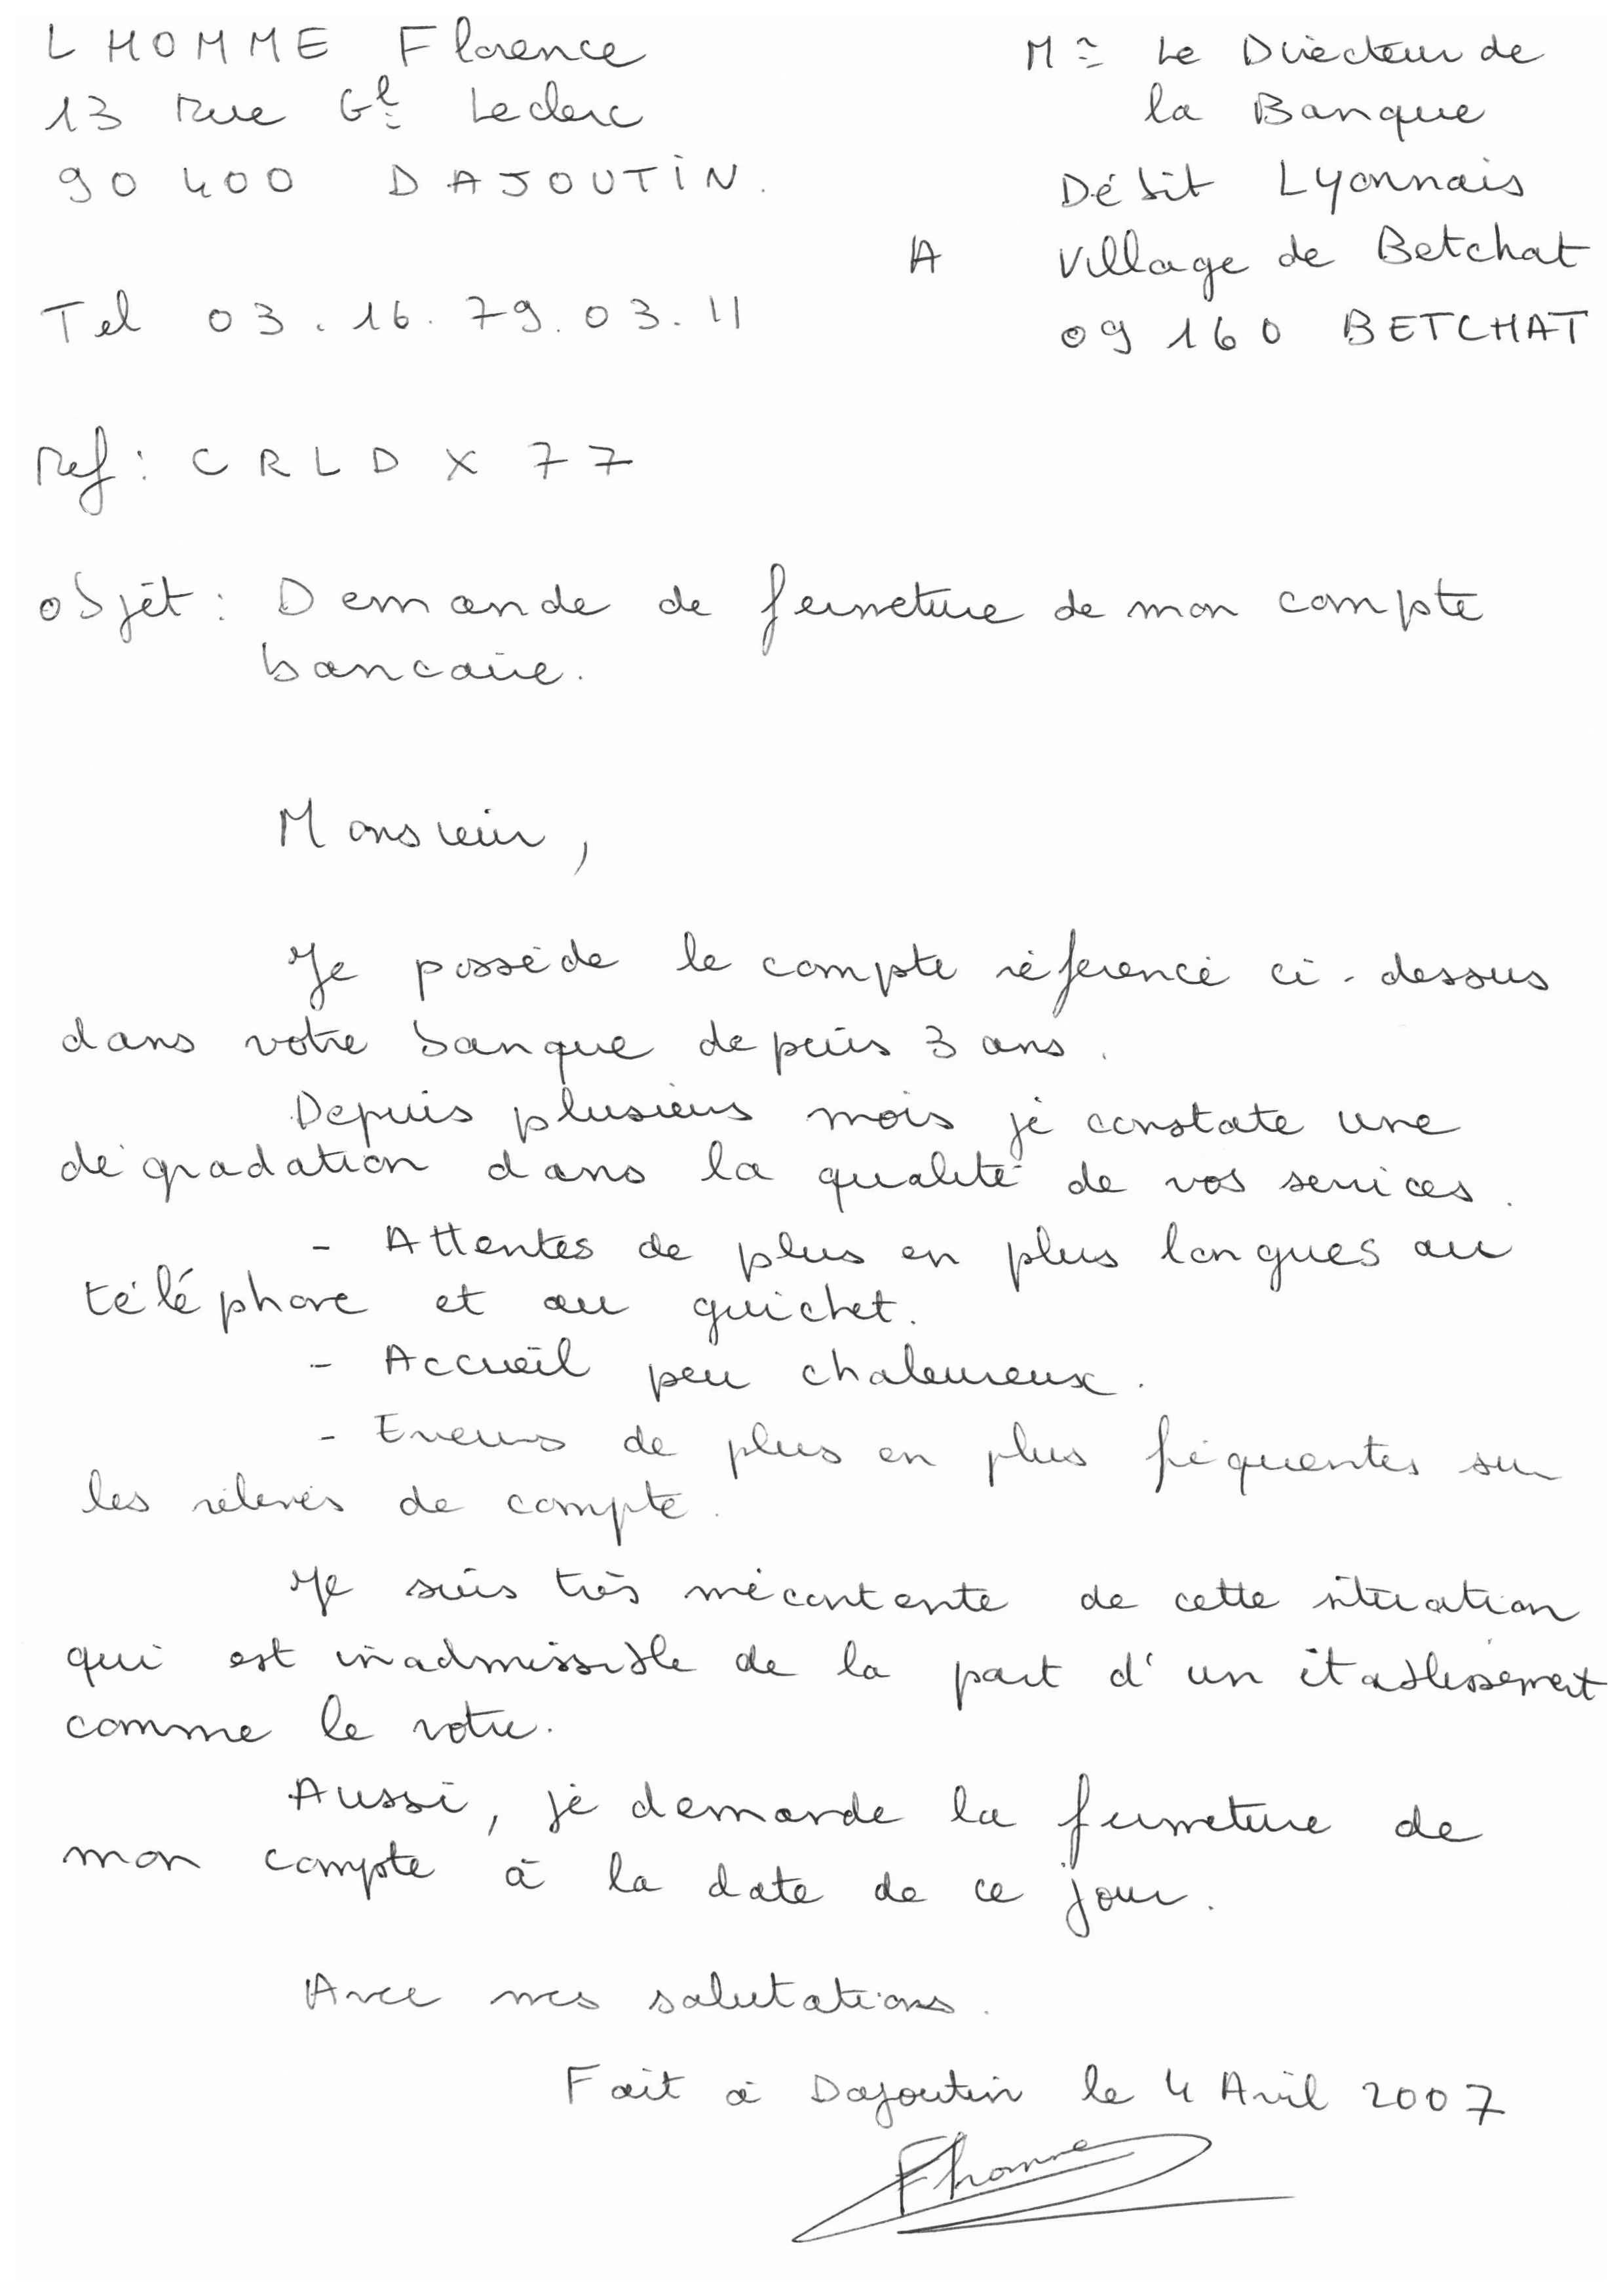 LHOMME Florence
13 Rue Gl Leclerc
90 400 DAJOUTIN.
Tel 03.16.79.03.11
Mr Le Directeur de
la Banque
Débit Lyonnais
A Village de Betchat
09 160 BETCHAT
Ref : CRLDX77
Objet : Demande de fermeture de mon compte
bancaire.
Monsieur,
Je possède le compte référencé ci-dessus
dans votre banque depuis 3 ans.
Depuis plusieurs mois je constate une
dégradation dans la qualité de vos services.
- Attentes de plus en plus longues au
téléphone et au guichet.
- Accueil peu chaleureux.
- Erreurs de plus en plus fréquentes sur
les relevés de compte.
Je suis très mécontente de cette situation
qui est inadmissible de la part d'un établissement
comme le votre.
Aussi, je demande la fermeture de
mon compte à la date de ce jour.
Avec mes salutations.
Fait à Dajoutin le 4 Avril 2007
Fhomme